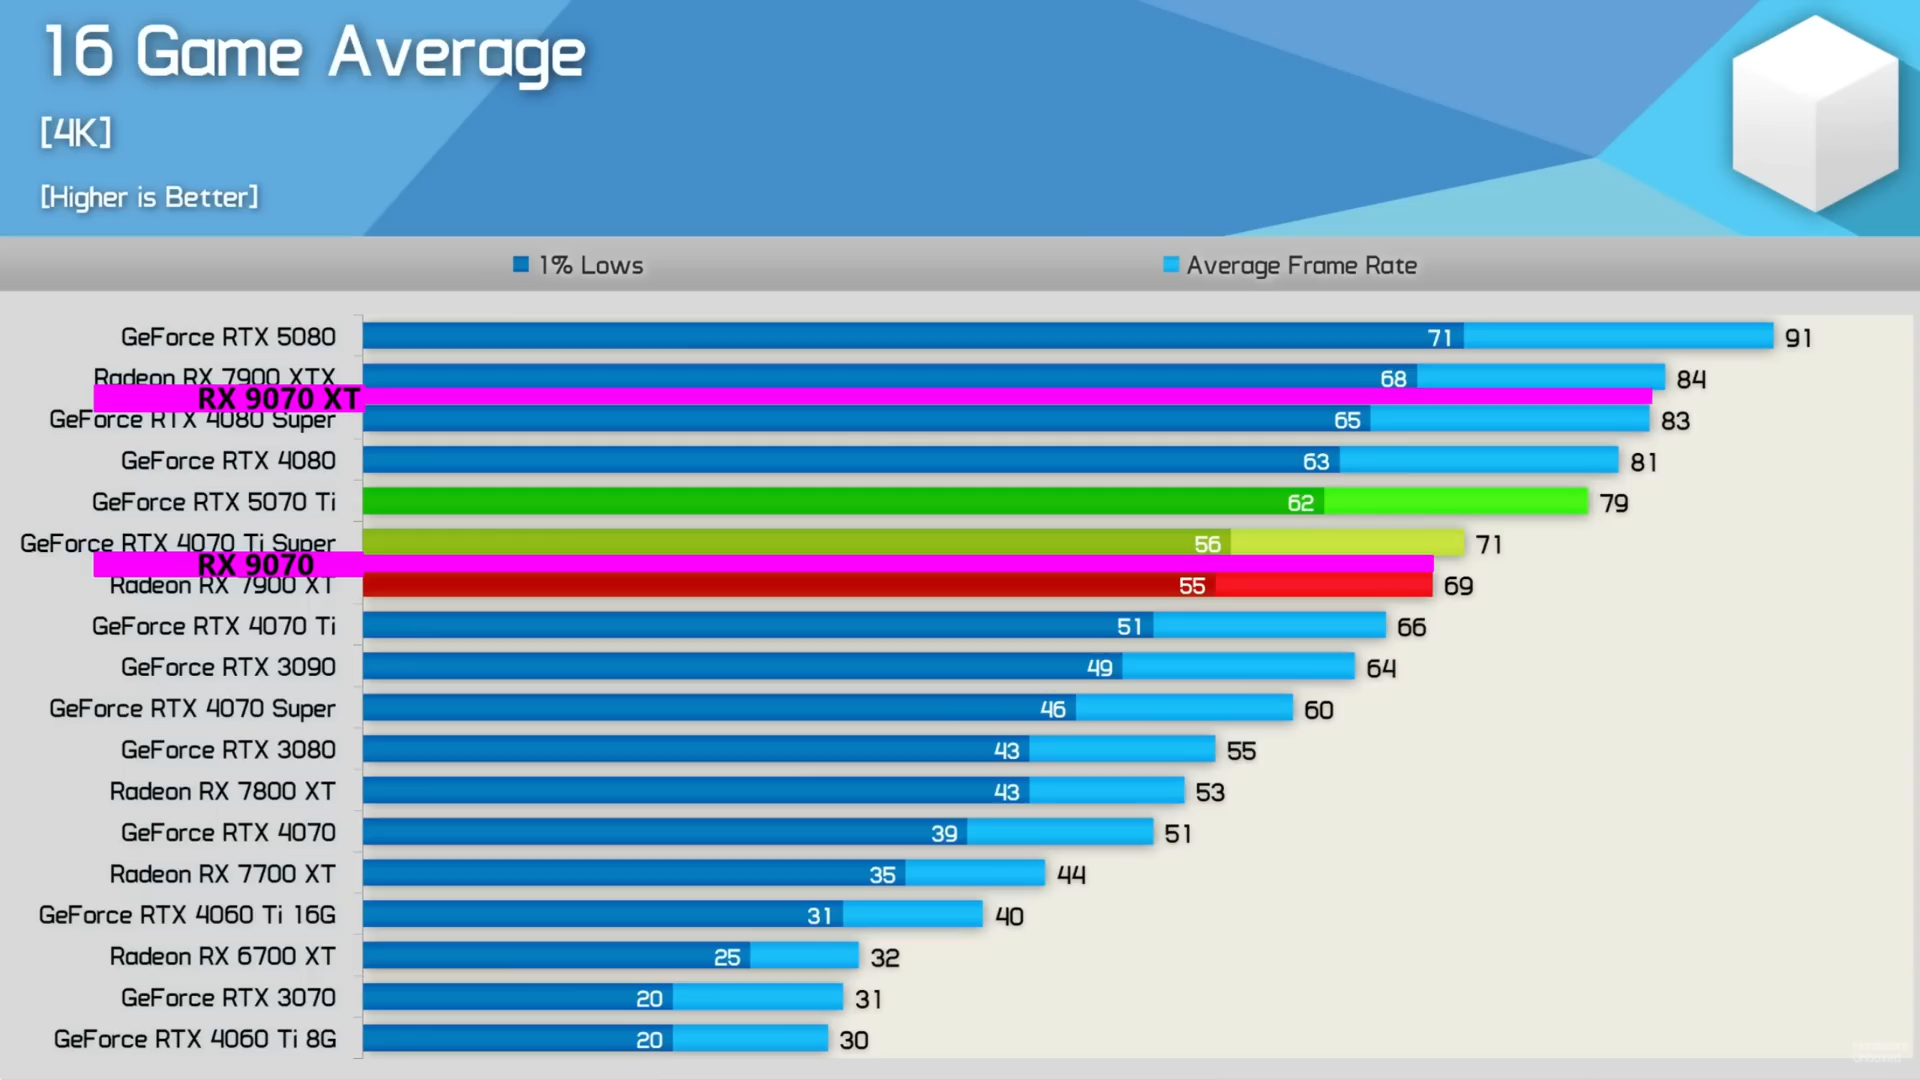 16 Game Average
[4K]
[Higher is Better]
1% Lows Average Frame Rate
GeForce RTX 5080 71 91
Radeon RX 7900 XTX 68 84
RX 9070 XT
GeForce RTX 4080 Super 65 83
GeForce RTX 4080 63 81
GeForce RTX 5070 Ti 62 79
GeForce RTX 4070 Ti Super 56 71
RX 9070
Radeon RX 7900 XT 55 69
GeForce RTX 4070 Ti 51 66
GeForce RTX 3090 49 64
GeForce RTX 4070 Super 46 60
GeForce RTX 3080 43 55
Radeon RX 7800 XT 43 53
GeForce RTX 4070 39 51
Radeon RX 7700 XT 35 44
GeForce RTX 4060 Ti 16G 31 40
Radeon RX 6700 XT 25 32
GeForce RTX 3070 20 31
GeForce RTX 4060 Ti 8G 20 30